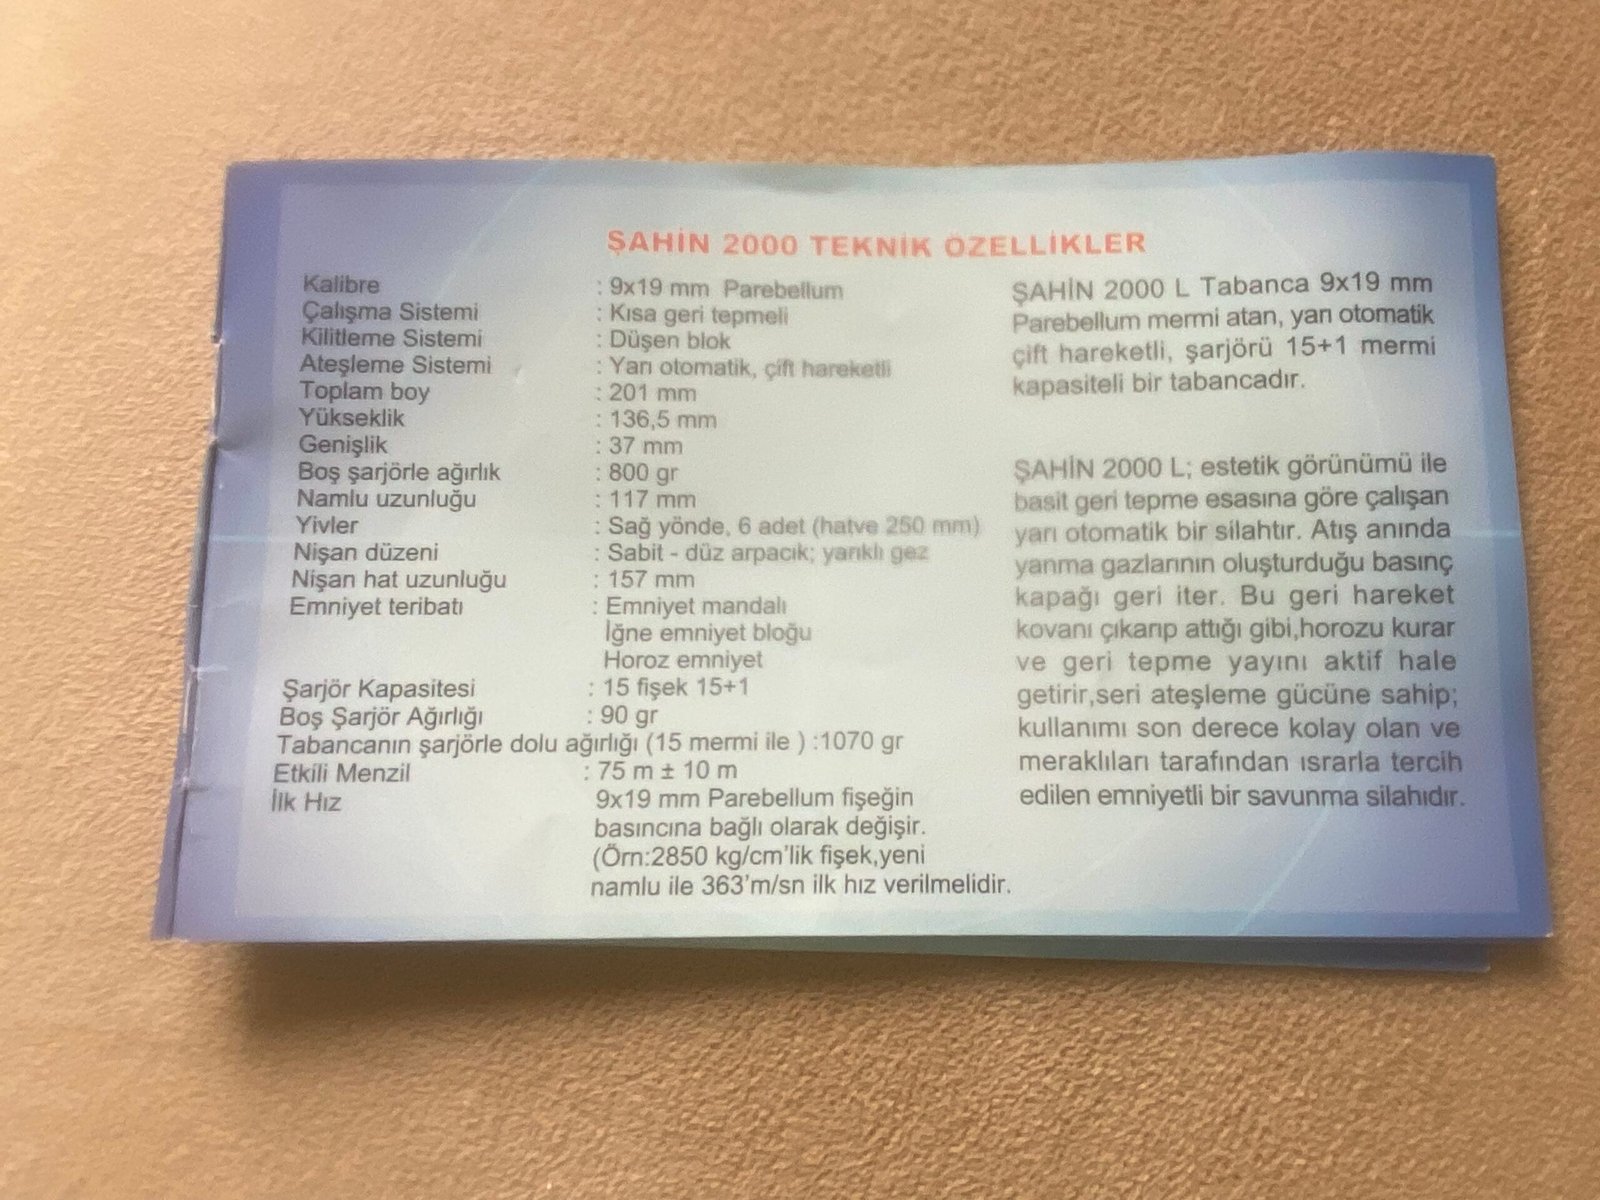 ŞAHİN 2000 TEKNİK ÖZELLİKLER
Kalibre : 9x19 mm Parebellum
Çalışma Sistemi : Kısa geri tepmeli
Kilitleme Sistemi : Düşen blok
Ateşleme Sistemi : Yarı otomatik, çift hareketli
Toplam boy : 201 mm
Yükseklik : 136,5 mm
Genişlik : 37 mm
Boş şarjörle ağırlık : 800 gr
Namlu uzunluğu : 117 mm
Yivler : Sağ yönde, 6 adet (hatve 250 mm)
Nişan düzeni : Sabit - düz arpacık; yarıklı gez
Nişan hat uzunluğu : 157 mm
Emniyet teribatı : Emniyet mandalı
İğne emniyet bloğu
Horoz emniyet
Şarjör Kapasitesi : 15 fişek 15+1
Boş Şarjör Ağırlığı : 90 gr
Tabancanın şarjörle dolu ağırlığı (15 mermi ile ) :1070 gr
Etkili Menzil : 75 m ± 10 m
İlk Hız 9x19 mm Parebellum fişeğin
basıncına bağlı olarak değişir.
(Örn:2850 kg/cm'lik fişek,yeni
namlu ile 363'm/sn ilk hız verilmelidir.
ŞAHİN 2000 L Tabanca 9x19 mm
Parebellum mermi atan, yarı otomatik
çift hareketli, şarjörü 15+1 mermi
kapasiteli bir tabancadır.
ŞAHİN 2000 L; estetik görünümü ile
basit geri tepme esasına göre çalışan
yarı otomatik bir silahtır. Atış anında
yanma gazlarının oluşturduğu basınç
kapağı geri iter. Bu geri hareket
kovanı çıkarıp attığı gibi,horozu kurar
ve geri tepme yayını aktif hale
getirir,seri ateşleme gücüne sahip;
kullanımı son derece kolay olan ve
meraklıları tarafından ısrarla tercih
edilen emniyetli bir savunma silahıdır.